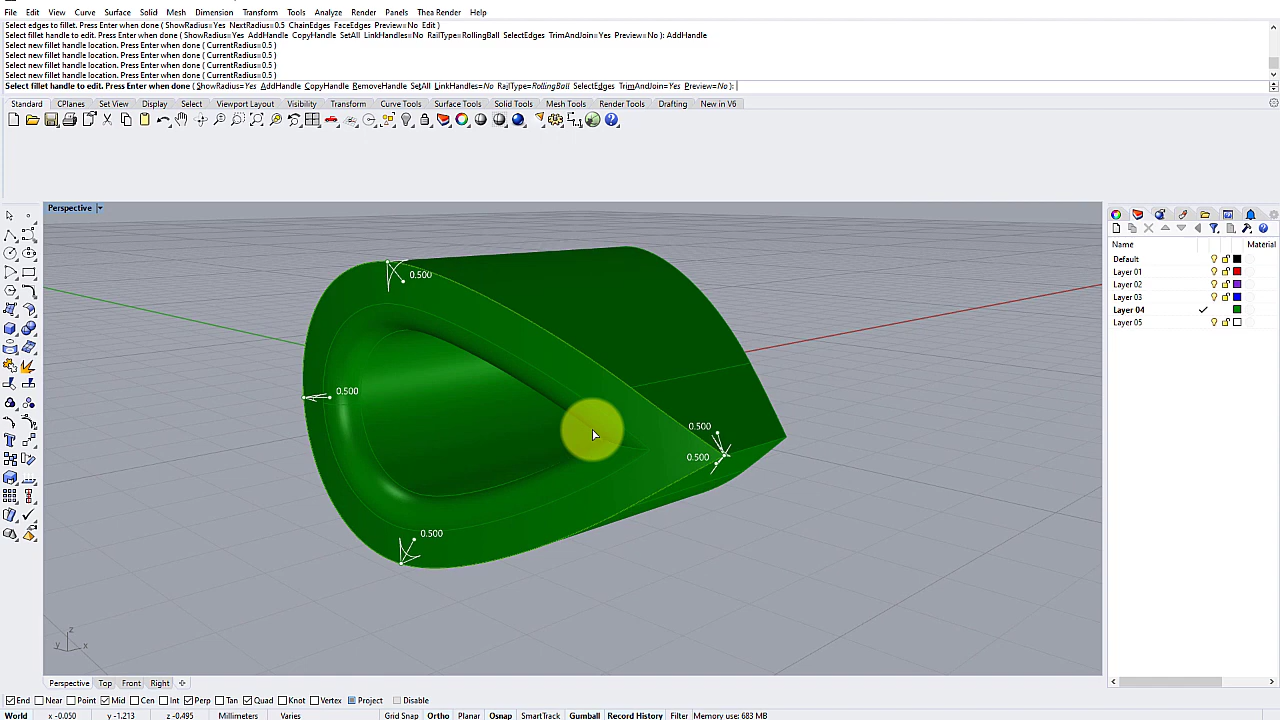 File Edit View Curve Surface Solid Mesh Dimension Transform Tools Analyze Render Panels Thea Render Help
Select edges to fillet. Press Enter when done ( ShowRadius=Yes NextRadius=0.5 ChainEdges FaceEdges Preview=No Edit )
Select fillet handle to edit. Press Enter when done ( ShowRadius=Yes AddHandle CopyHandle SetAll LinkHandles=No RailType=RollingBall SelectEdges TrimAndJoin=Yes Preview=No ): AddHandle
Select new fillet handle location. Press Enter when done ( CurrentRadius=0.5 )
Select new fillet handle location. Press Enter when done ( CurrentRadius=0.5 )
Select new fillet handle location. Press Enter when done ( CurrentRadius=0.5 )
Select new fillet handle location. Press Enter when done ( CurrentRadius=0.5 )
Select fillet handle to edit. Press Enter when done ( ShowRadius=Yes AddHandle CopyHandle RemoveHandle SetAll LinkHandles=No RailType=RollingBall SelectEdges TrimAndJoin=Yes Preview=No ):
Standard CPlanes Set View Display Select Viewport Layout Visibility Transform Curve Tools Surface Tools Solid Tools Mesh Tools Render Tools Drafting New in V6
Perspective
Name Material
Default
Layer 01
Layer 02
Layer 03
Layer 04
Layer 05
0.500
0.500
0.500
0.500
0.500
z
y x
Perspective Top Front Right
End Near Point Mid Cen Int Perp Tan Quad Knot Vertex Project Disable
World x -0.050 y -1.213 z -0.495 Millimeters Varies Grid Snap Ortho Planar Osnap SmartTrack Gumball Record History Filter Memory use: 683 MB